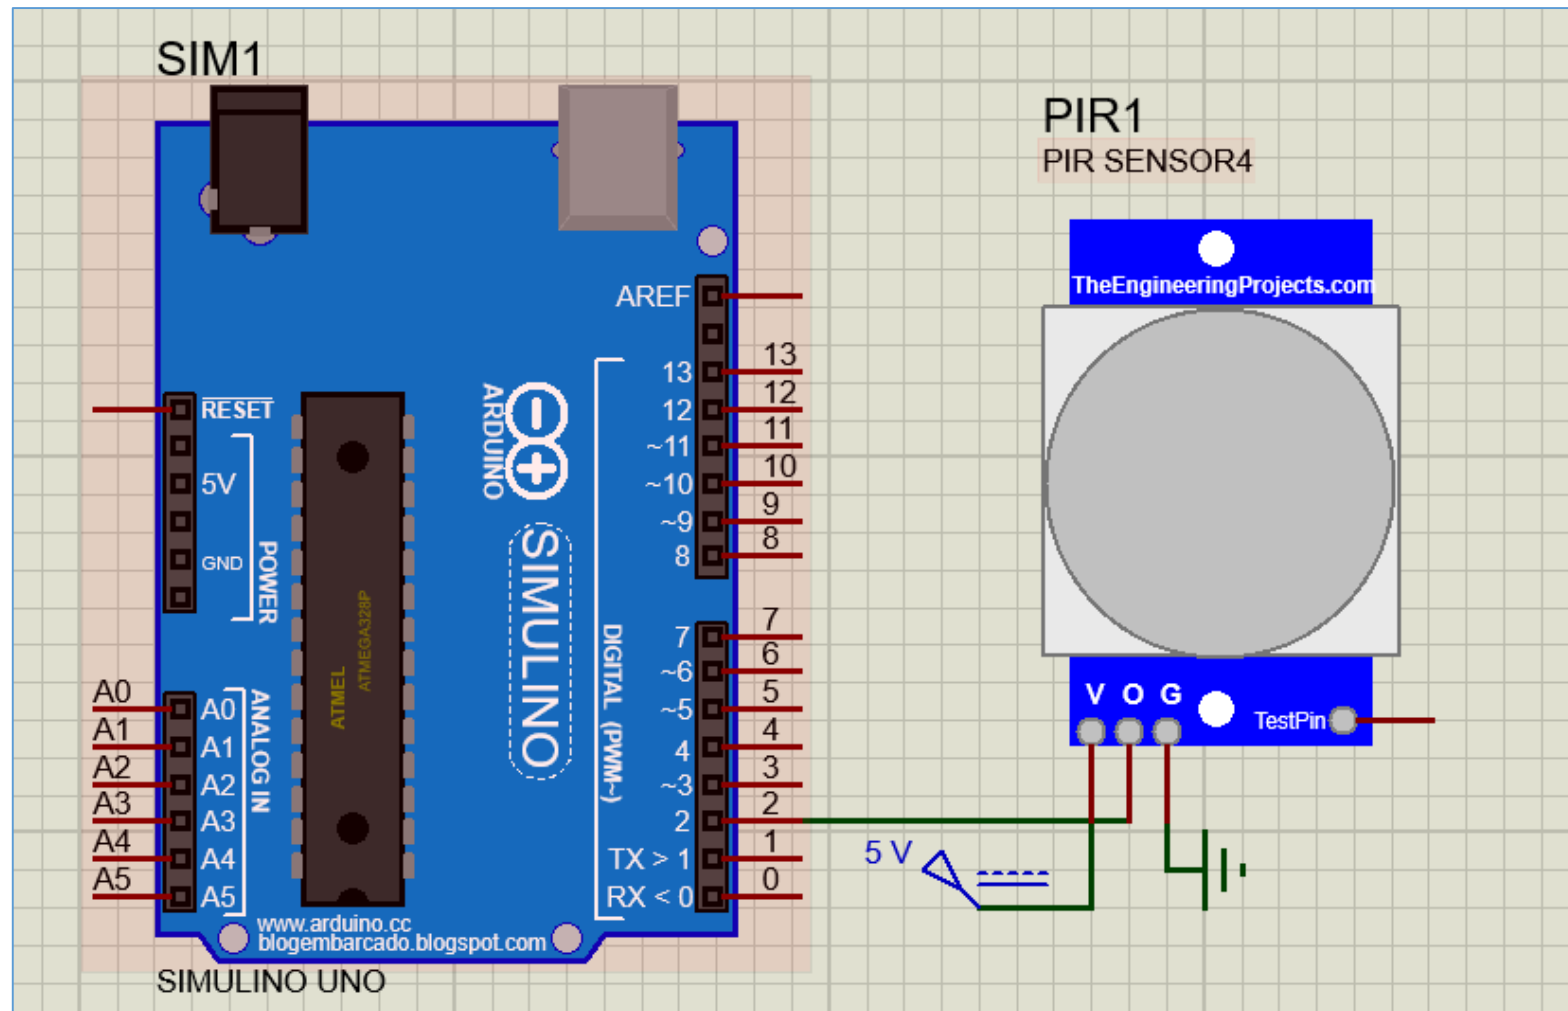 SIM1
PIR1
PIR SENSOR4
TheEngineeringProjects.com
AREF
13 13
12 12
~11 11
~10 10
~9 9
8 8
RESET
5V
GND
POWER
ARDUINO
SIMULINO
ATMEL
ATMEGA328P
DIGITAL (PWM~)
7 7
~6 6
~5 5
4 4
~3 3
2 2
TX > 1 1
RX < 0 0
A0 A0
A1 A1
A2 A2
A3 A3
A4 A4
A5 A5
ANALOG IN
www.arduino.cc
blogembarcado.blogspot.com
SIMULINO UNO
V O G
TestPin
5 V